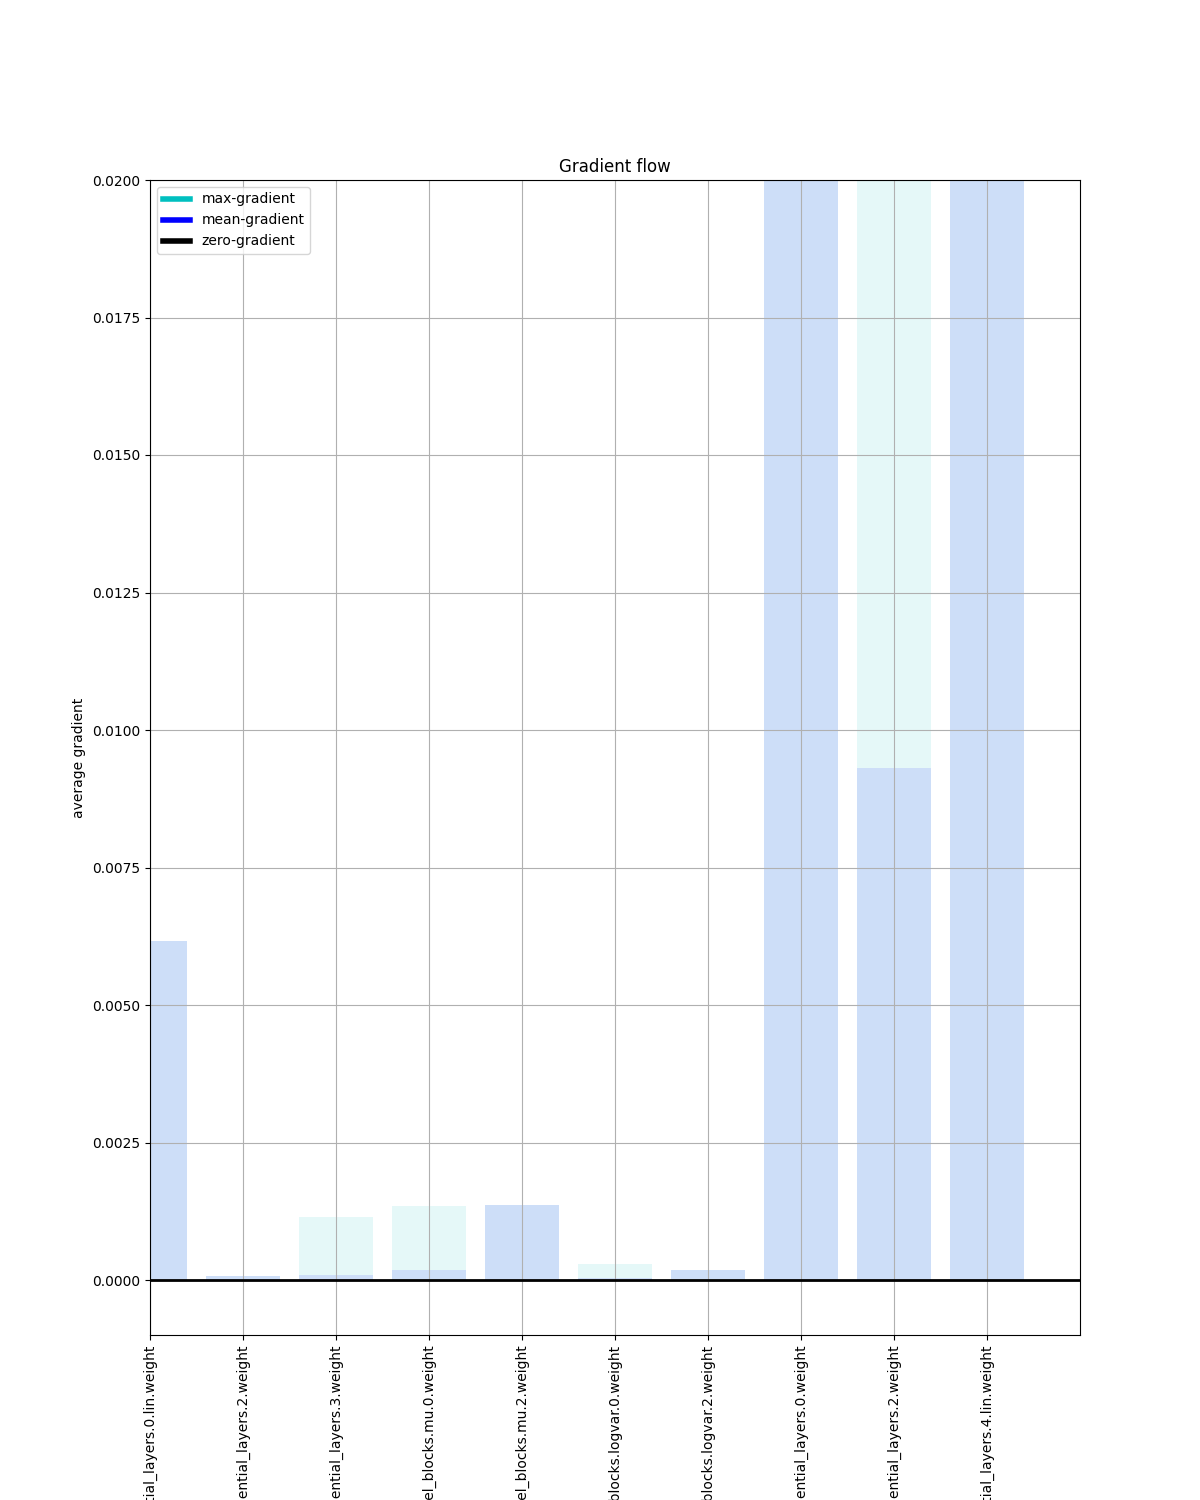 Gradient flow
max-gradient
mean-gradient
zero-gradient
0.0200
0.0175
0.0150
0.0125
0.0100
0.0075
0.0050
0.0025
0.0000
average gradient
tial_layers.0.lin.weight
ential_layers.2.weight
ential_layers.3.weight
el_blocks.mu.0.weight
el_blocks.mu.2.weight
blocks.logvar.0.weight
blocks.logvar.2.weight
ential_layers.0.weight
ential_layers.2.weight
tial_layers.4.lin.weight